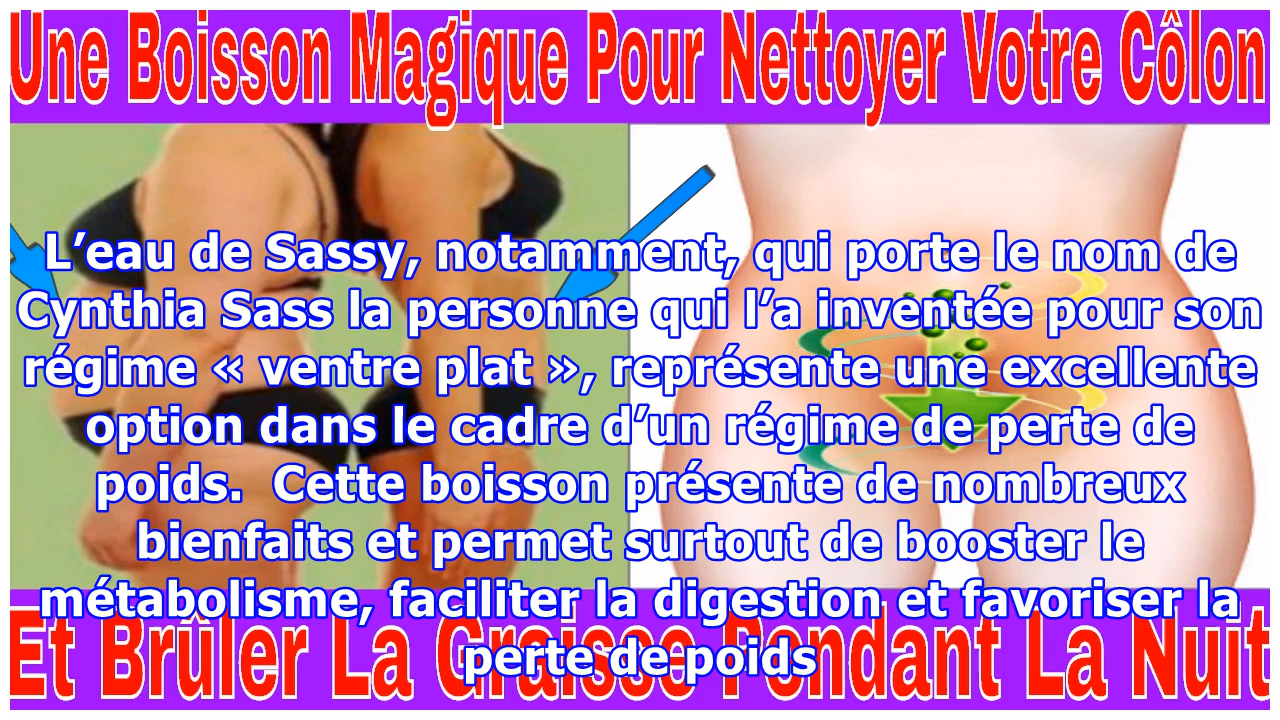 Une Boisson Magique Pour Nettoyer Votre Côlon
L’eau de Sassy, notamment, qui porte le nom de
Cynthia Sass la personne qui l’a inventée pour son
régime « ventre plat », représente une excellente
option dans le cadre d’un régime de perte de
poids.  Cette boisson présente de nombreux
bienfaits et permet surtout de booster le
métabolisme, faciliter la digestion et favoriser la
perte de poids
Et Brûler La Graisse Pendant La Nuit